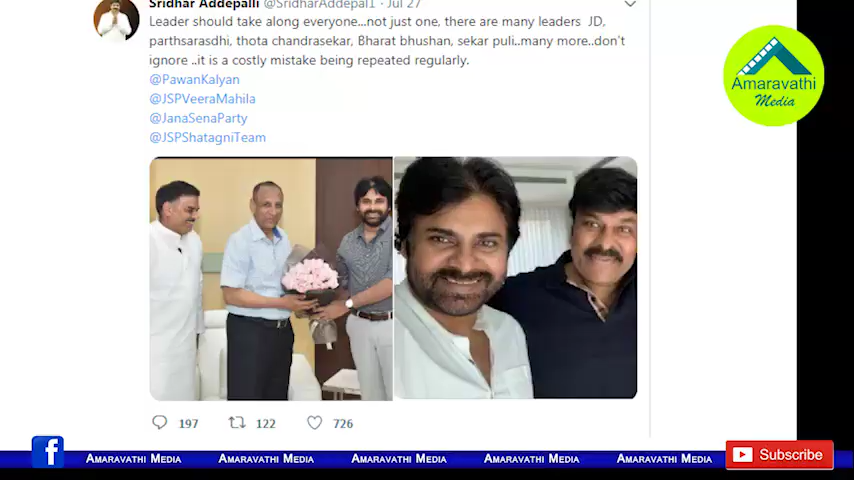 Sridhar Addepalli @SridharAddepal1 · Jul 27
Leader should take along everyone...not just one, there are many leaders JD,
parthsarasdhi, thota chandrasekar, Bharat bhushan, sekar puli..many more..don't
ignore ..it is a costly mistake being repeated regularly.
@PawanKalyan
@JSPVeeraMahila
@JanaSenaParty
@JSPShatagniTeam
Amaravathi
Media
197 122 726
f AMARAVATHI MEDIA AMARAVATHI MEDIA AMARAVATHI MEDIA AMARAVATHI MEDIA AMARAVATHI MEDIA Subscribe